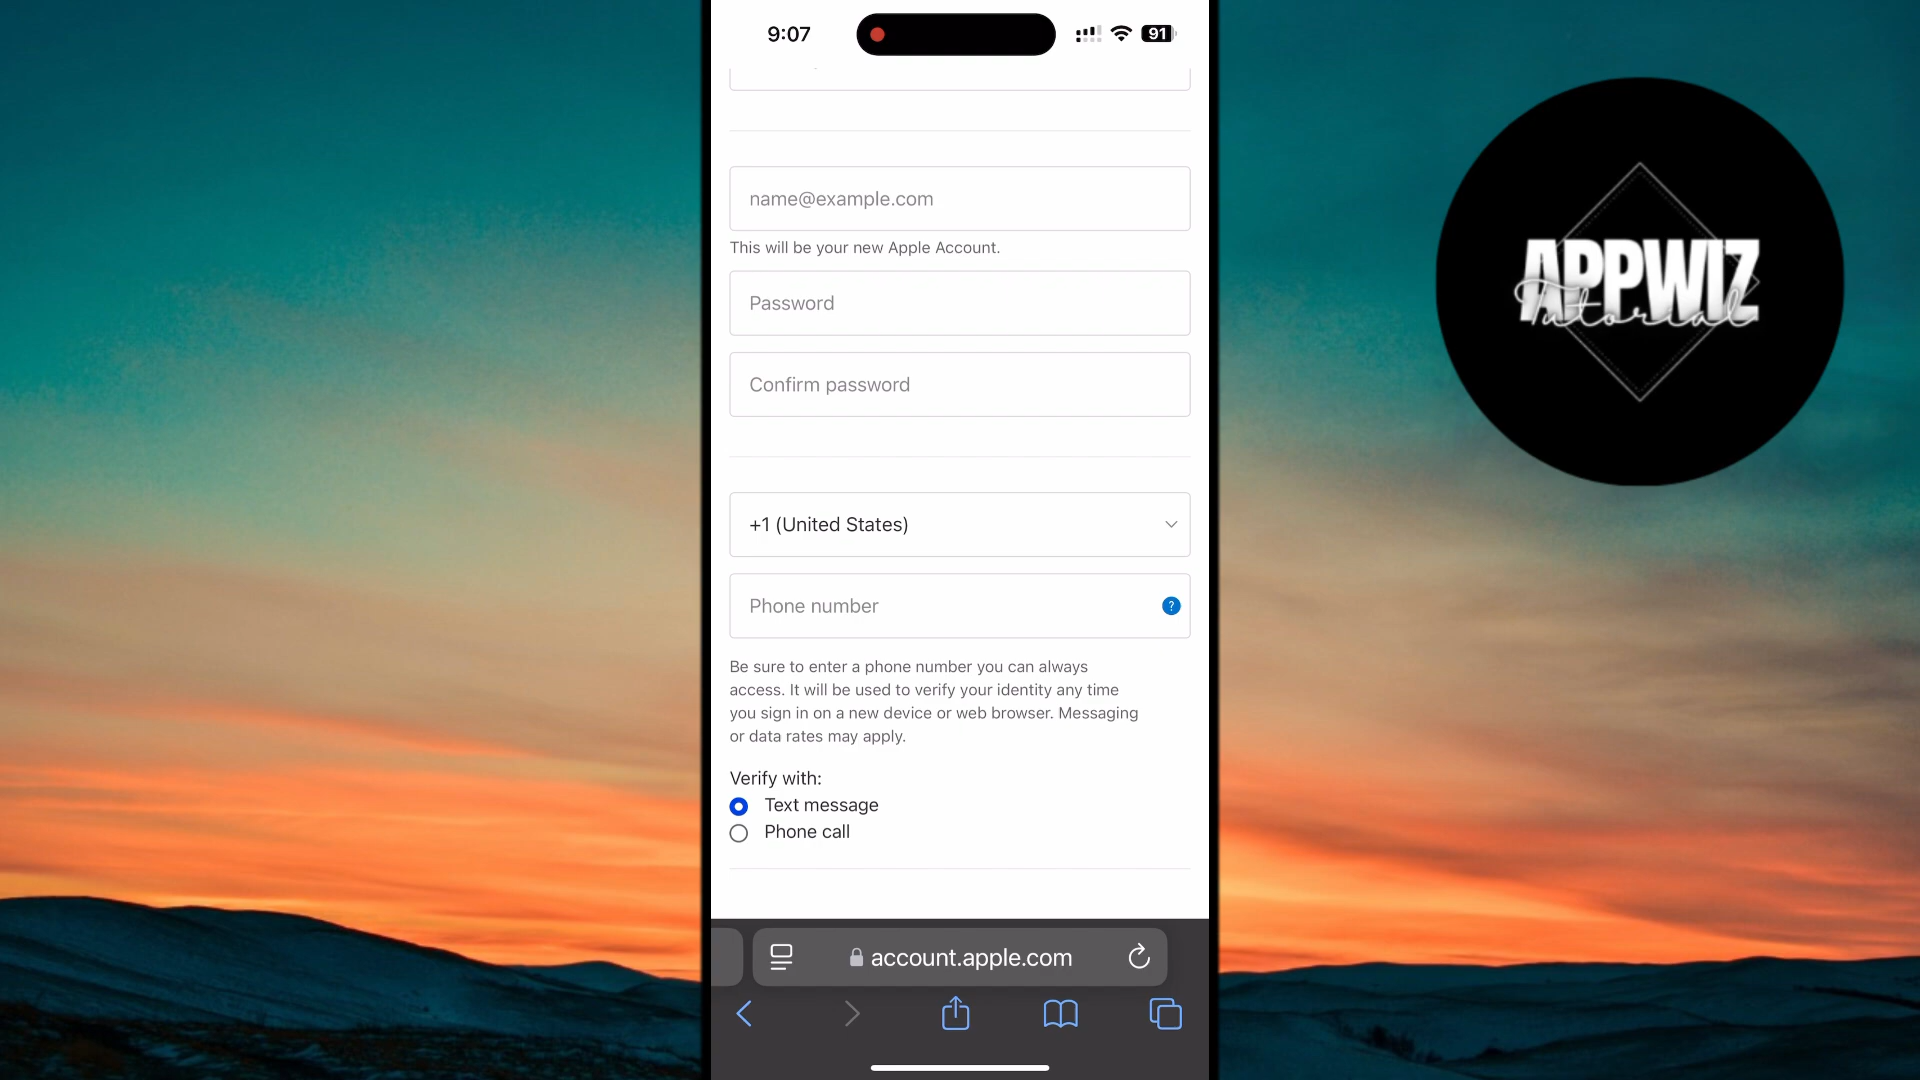 9:07
91
name@example.com
This will be your new Apple Account.
Password
Confirm password
+1 (United States)
Phone number
?
Be sure to enter a phone number you can always
access. It will be used to verify your identity any time
you sign in on a new device or web browser. Messaging
or data rates may apply.
Verify with:
Text message
Phone call
account.apple.com
APPWIZ
Tutorial